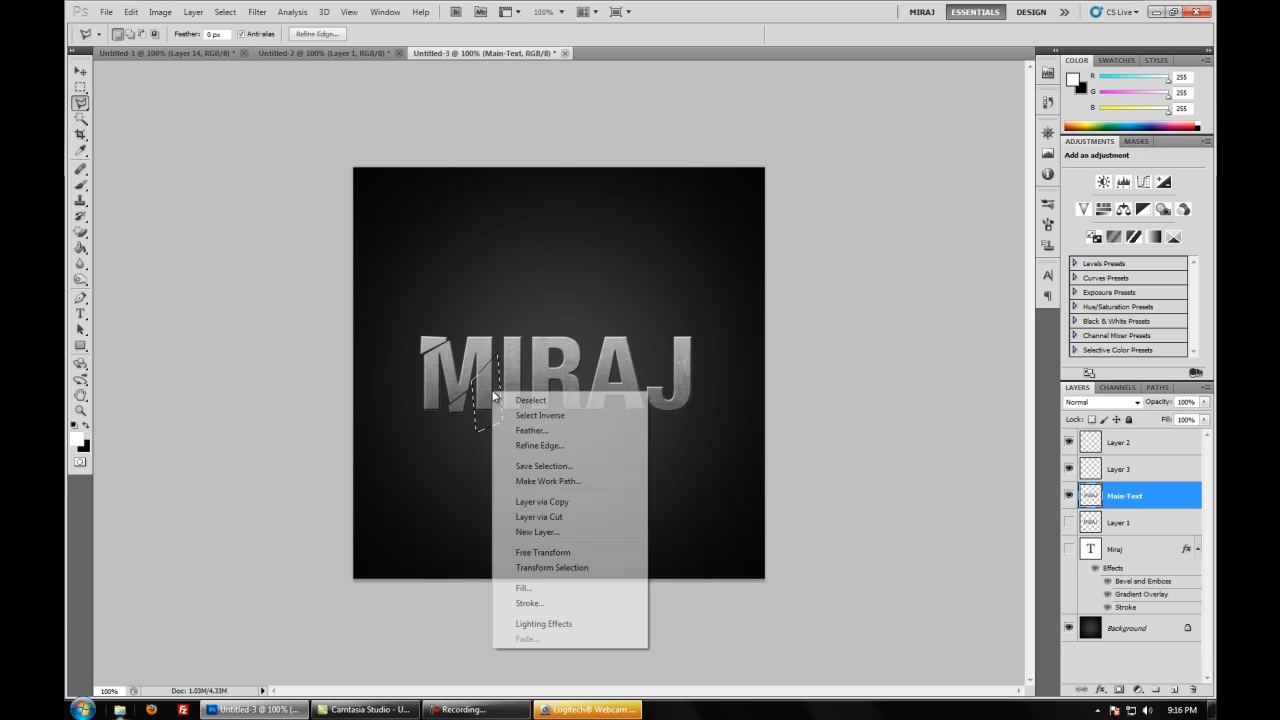 Ps File Edit Image Layer Select Filter Analysis 3D View Window Help Br Mb 100% MIRAJ ESSENTIALS DESIGN CS Live
Feather: 0 px Anti-alias Refine Edge...
Untitled-1 @ 100% (Layer 14, RGB/8) * Untitled-2 @ 100% (Layer 1, RGB/8) * Untitled-3 @ 100% (Main-Text, RGB/8) *
COLOR SWATCHES STYLES
R 255
G 255
B 255
ADJUSTMENTS MASKS
Add an adjustment
Levels Presets
Curves Presets
Exposure Presets
Hue/Saturation Presets
Black & White Presets
Channel Mixer Presets
Selective Color Presets
MIRAJ
Deselect
Select Inverse
Feather...
Refine Edge...
Save Selection...
Make Work Path...
Layer via Copy
Layer via Cut
New Layer...
Free Transform
Transform Selection
Fill...
Stroke...
Lighting Effects
Fade...
LAYERS CHANNELS PATHS
Normal Opacity: 100%
Lock: Fill: 100%
Layer 2
Layer 3
Main-Text
Layer 1
T Miraj fx
Effects
Bevel and Emboss
Gradient Overlay
Stroke
Background
100% Doc: 1.03M/4.33M
Untitled-3 @ 100% (... Camtasia Studio - U... Recording... Logitech® Webcam ... 9:16 PM